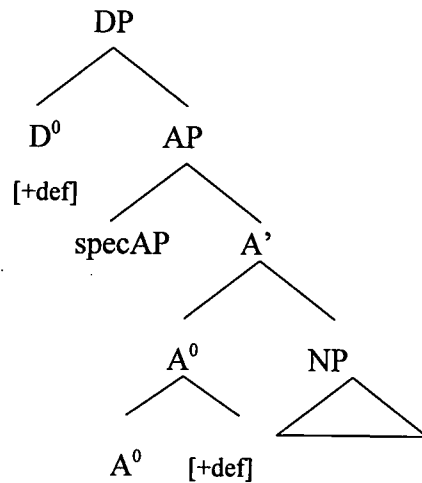 DP
D⁰ AP
[+def]
specAP A’
A⁰ NP
A⁰ [+def]